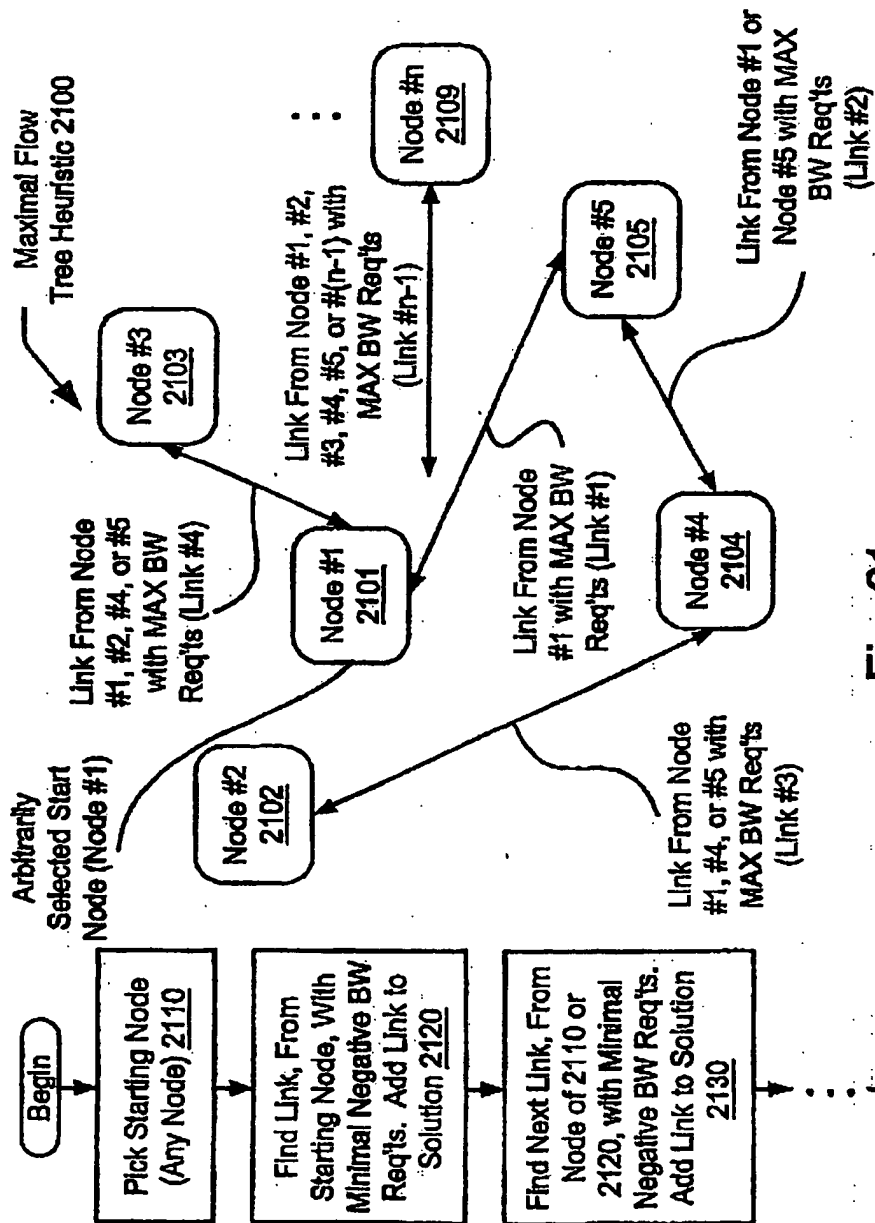 Maximal Flow
Tree Heuristic 2100
Begin
Pick Starting Node
(Any Node) 2110
Find Link, From
Starting Node, With
Minimal Negative BW
Req'ts. Add Link to
Solution 2120
Find Next Link, From
Node of 2110 or
2120, with Minimal
Negative BW Req'ts.
Add Link to Solution
2130
Arbitrarily
Selected Start
Node (Node #1)
Node #2
2102
Link From Node
#1, #2, #4, or #5
with MAX BW
Req'ts (Link #4)
Node #1
2101
Node #3
2103
Link From Node #1, #2,
#3, #4, #5, or #(n-1) with
MAX BW Req'ts
(Link #n-1)
Node #n
2109
Link From Node
#1 with MAX BW
Req'ts (Link #1)
Node #5
2105
Node #4
2104
Link From Node
#1, #4, or #5 with
MAX BW Req'ts
(Link #3)
Link From Node #1 or
Node #5 with MAX
BW Req'ts
(Link #2)